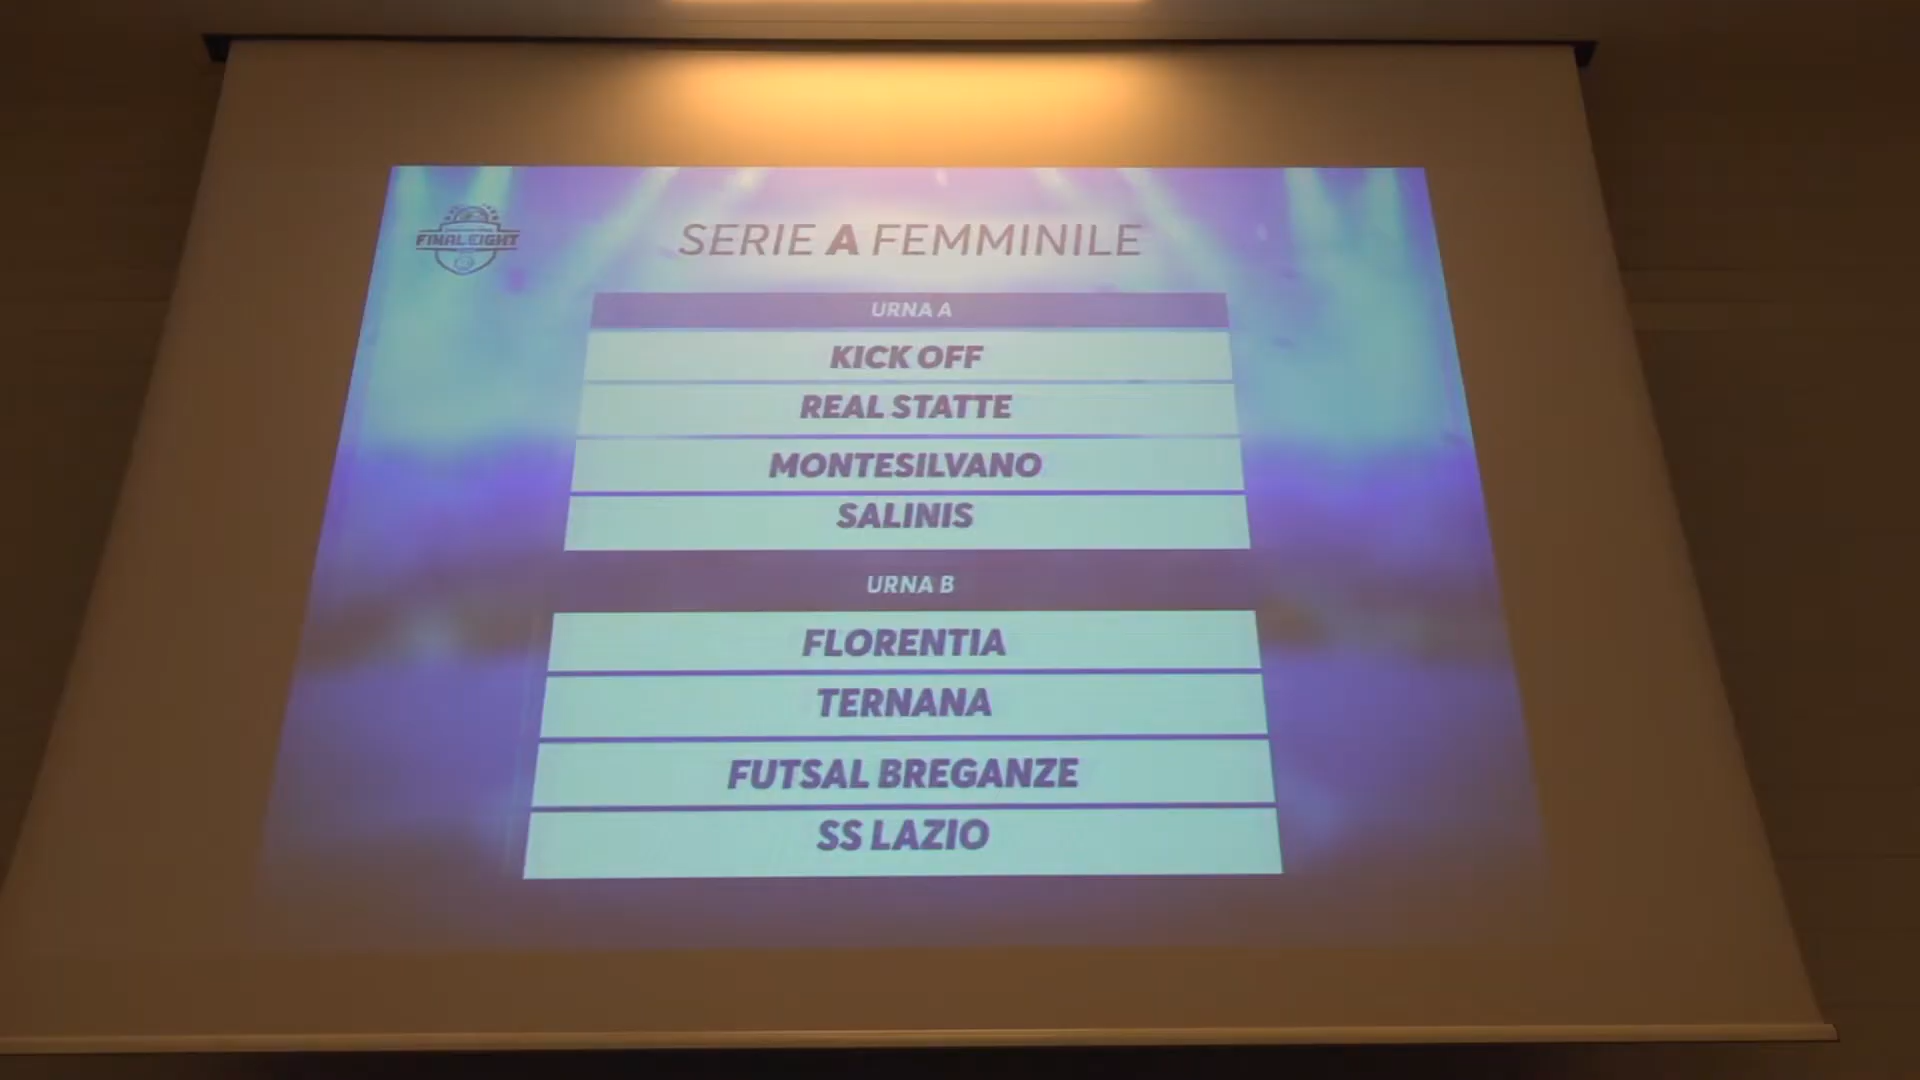 FINAL EIGHT
SERIE A FEMMINILE
URNA A
KICK OFF
REAL STATTE
MONTESILVANO
SALINIS
URNA B
FLORENTIA
TERNANA
FUTSAL BREGANZE
SS LAZIO